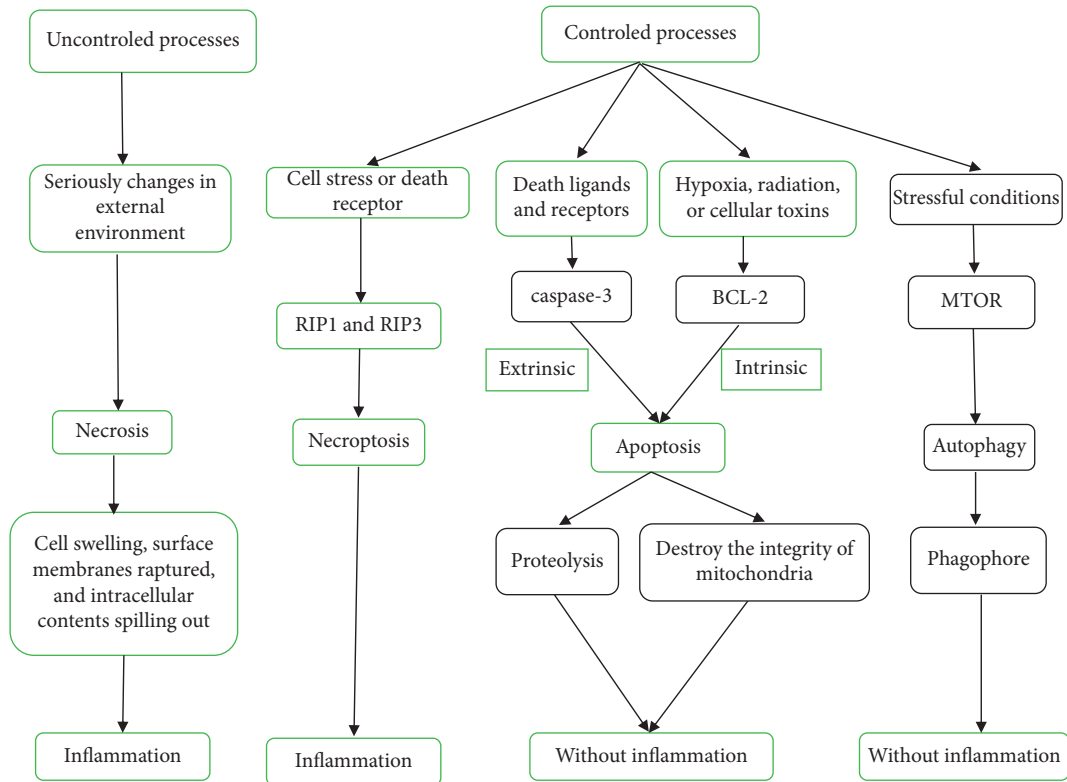 Uncontroled processes
Controled processes
Seriously changes in
external
environment
Cell stress or death
receptor
Death ligands
and receptors
Hypoxia, radiation,
or cellular toxins
Stressful conditions
caspase-3
BCL-2
MTOR
RIP1 and RIP3
Extrinsic
Intrinsic
Necrosis
Necroptosis
Apoptosis
Autophagy
Cell swelling, surface
membranes raptured,
and intracellular
contents spilling out
Proteolysis
Destroy the integrity of
mitochondria
Phagophore
Inflammation
Inflammation
Without inflammation
Without inflammation